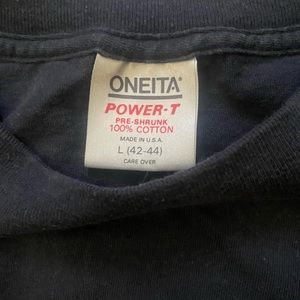 ONEITA®
POWER-T
PRE-SHRUNK
100% COTTON
MADE IN U.S.A.
L (42-44)
CARE OVER